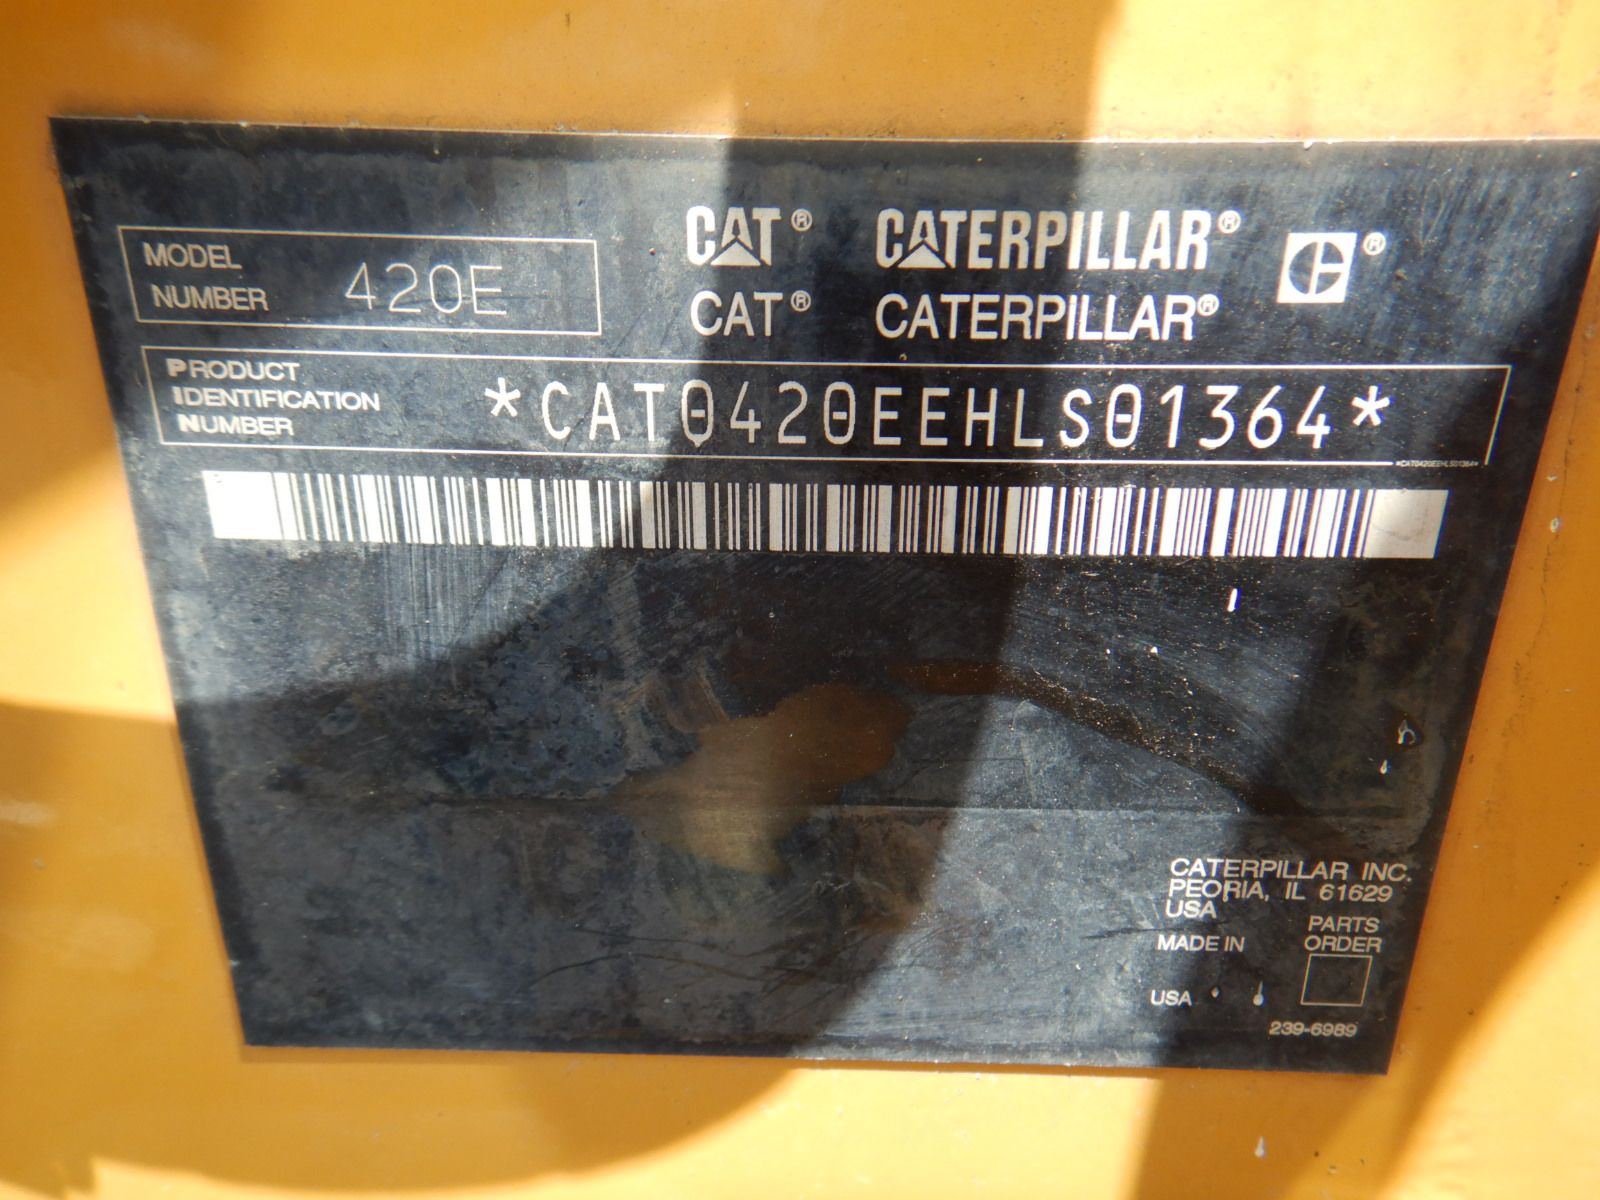 CAT® CATERPILLAR® ®
CAT® CATERPILLAR®
MODEL
NUMBER 420E
PRODUCT
IDENTIFICATION
NUMBER
*CAT0420EEHLS01364*
*CAT0420EEHLS01364*
CATERPILLAR INC.
PEORIA, IL 61629
USA
MADE IN
USA
PARTS
ORDER
239-6989